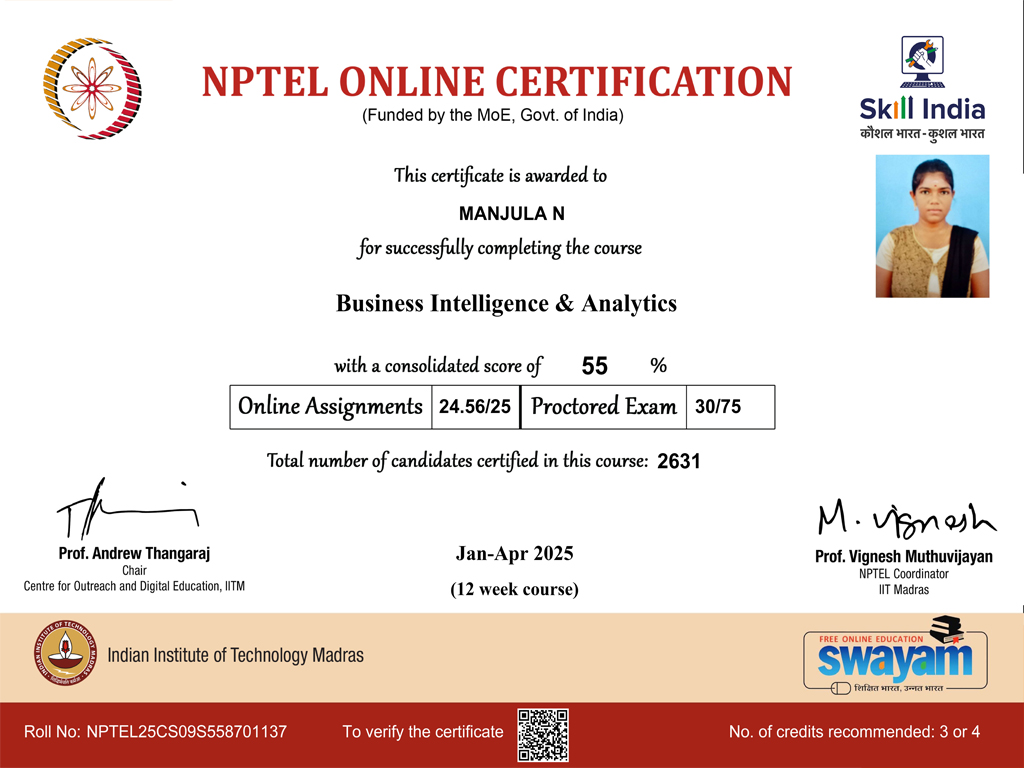 NPTEL ONLINE CERTIFICATION
(Funded by the MoE, Govt. of India)
Skill India
कौशल भारत - कुशल भारत
This certificate is awarded to
MANJULA N
for successfully completing the course
Business Intelligence & Analytics
with a consolidated score of 55 %
Online Assignments 24.56/25 Proctored Exam 30/75
Total number of candidates certified in this course: 2631
M. Vignesh
Prof. Andrew Thangaraj
Chair
Centre for Outreach and Digital Education, IITM
Jan-Apr 2025
(12 week course)
Prof. Vignesh Muthuvijayan
NPTEL Coordinator
IIT Madras
INDIAN INSTITUTE OF TECHNOLOGY MADRAS
Indian Institute of Technology Madras
FREE ONLINE EDUCATION
swayam
शिक्षित भारत, उन्नत भारत
Roll No: NPTEL25CS09S558701137
To verify the certificate
No. of credits recommended: 3 or 4